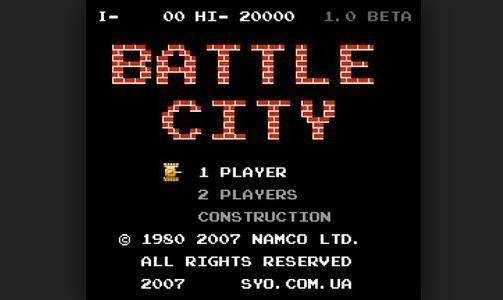 I- 00 HI- 20000 1.0 BETA
BATTLE
CITY
1 PLAYER
2 PLAYERS
CONSTRUCTION
© 1980 2007 NAMCO LTD.
ALL RIGHTS RESERVED
2007 SYO.COM.UA